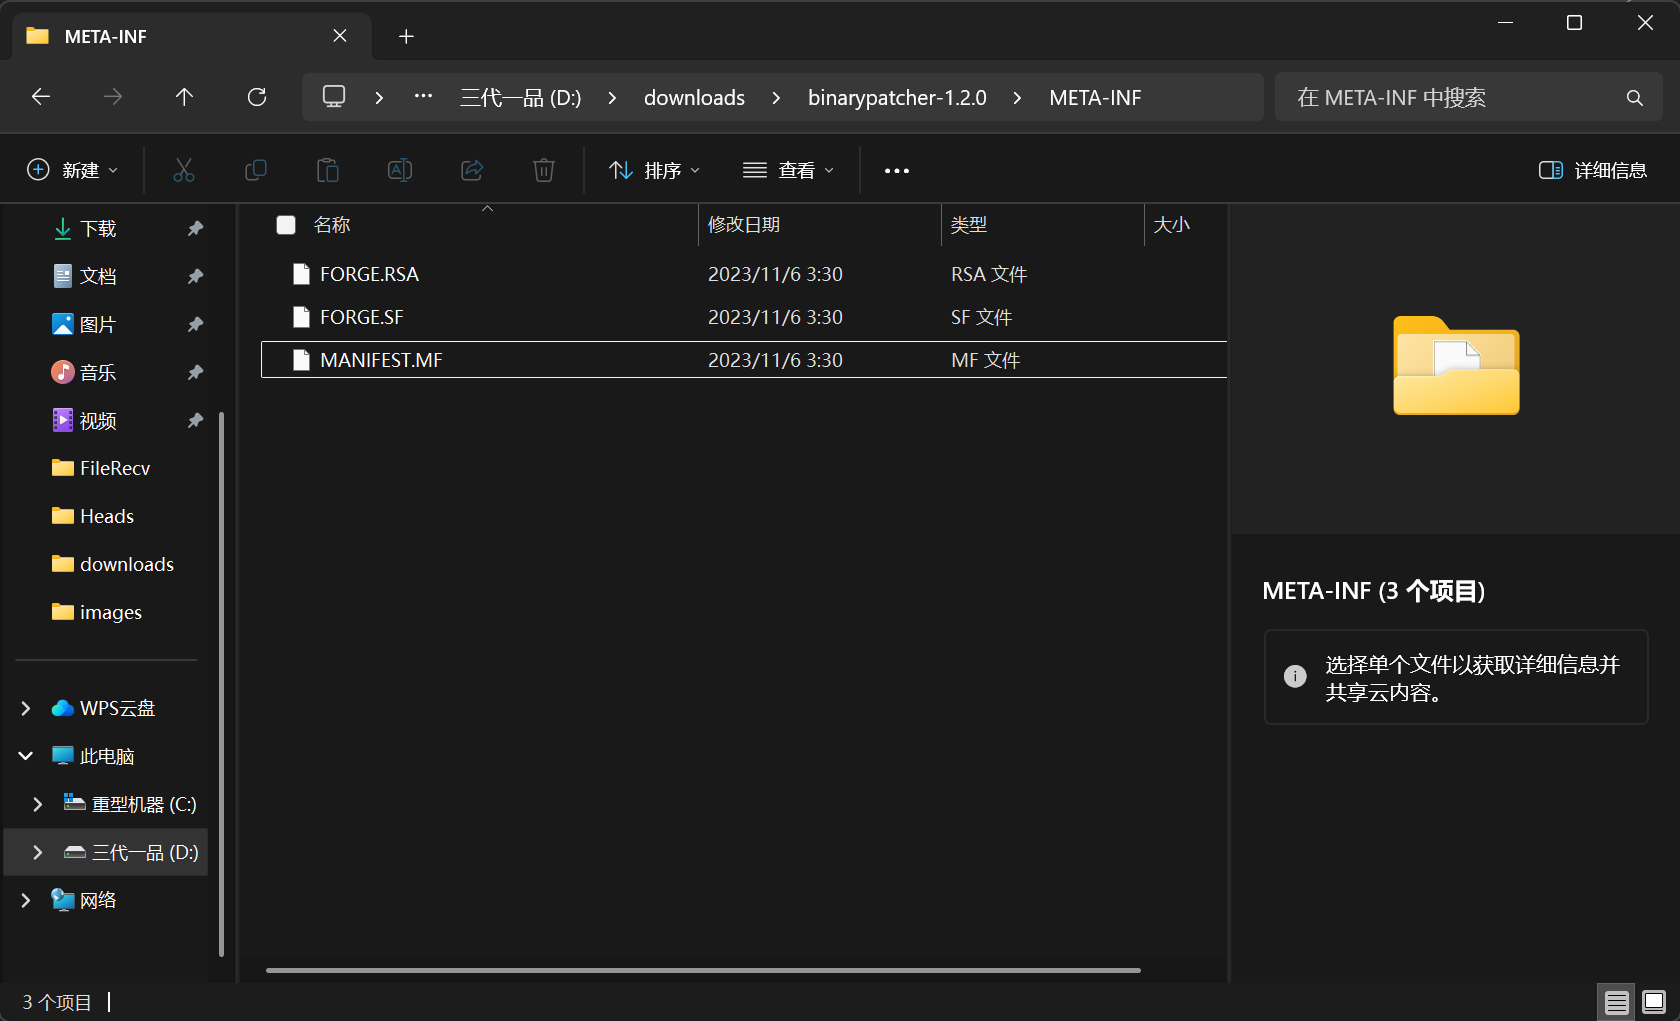 META-INF
三代一品 (D:)
downloads
binarypatcher-1.2.0
META-INF
在 META-INF 中搜索
新建
排序
查看
详细信息
下载
文档
图片
音乐
视频
FileRecv
Heads
downloads
images
WPS云盘
此电脑
重型机器 (C:)
三代一品 (D:)
网络
名称 修改日期 类型 大小
FORGE.RSA 2023/11/6 3:30 RSA 文件
FORGE.SF 2023/11/6 3:30 SF 文件
MANIFEST.MF 2023/11/6 3:30 MF 文件
META-INF (3 个项目)
选择单个文件以获取详细信息并
共享云内容。
3 个项目